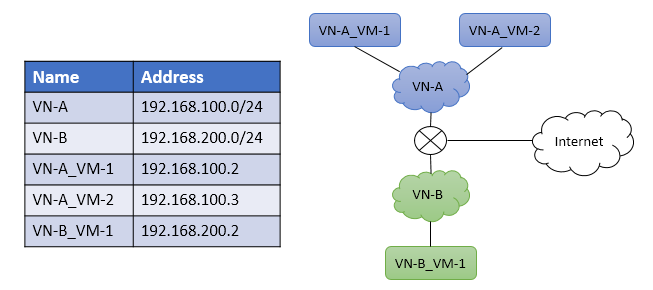 Name Address
VN-A 192.168.100.0/24
VN-B 192.168.200.0/24
VN-A_VM-1 192.168.100.2
VN-A_VM-2 192.168.100.3
VN-B_VM-1 192.168.200.2
VN-A_VM-1
VN-A_VM-2
VN-A
Internet
VN-B
VN-B_VM-1